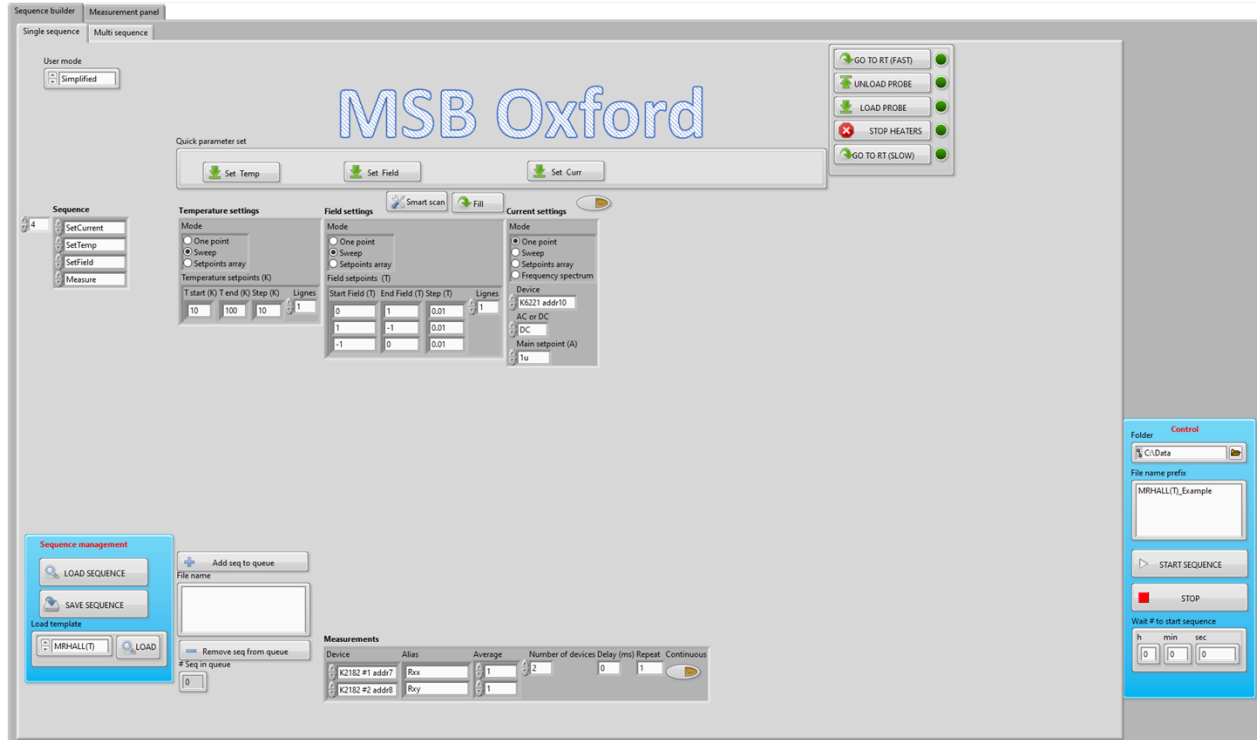 Sequence builder Measurement panel
Single sequence Multi sequence
User mode
Simplified
MSB Oxford
GO TO RT (FAST)
UNLOAD PROBE
LOAD PROBE
STOP HEATERS
GO TO RT (SLOW)
Quick parameter set
Set Temp Set Field Set Curr
Smart scan Fill
Sequence
4
SetCurrent
SetTemp
SetField
Measure
Temperature settings
Mode
One point
Sweep
Setpoints array
Temperature setpoints (K)
T start (K) T end (K) Step (K) Lignes
10 100 10 1
Field settings
Mode
One point
Sweep
Setpoints array
Field setpoints (T)
Start Field (T) End Field (T) Step (T) Lignes
0 1 0.01 1
1 -1 0.01
-1 0 0.01
Current settings
Mode
One point
Sweep
Setpoints array
Frequency spectrum
Device
K6221 addr10
AC or DC
DC
Main setpoint (A)
1u
Control
Folder
C:\Data
File name prefix
MRHALL(T)_Example
START SEQUENCE
STOP
Wait # to start sequence
h min sec
0 0 0
Sequence management
LOAD SEQUENCE
SAVE SEQUENCE
Load template
MRHALL(T) LOAD
Add seq to queue
File name
Remove seq from queue
# Seq in queue
0
Measurements
Device Alias Average Number of devices Delay (ms) Repeat Continuous
K2182 #1 addr7 Rxx 1 2 0 1
K2182 #2 addr8 Rxy 1